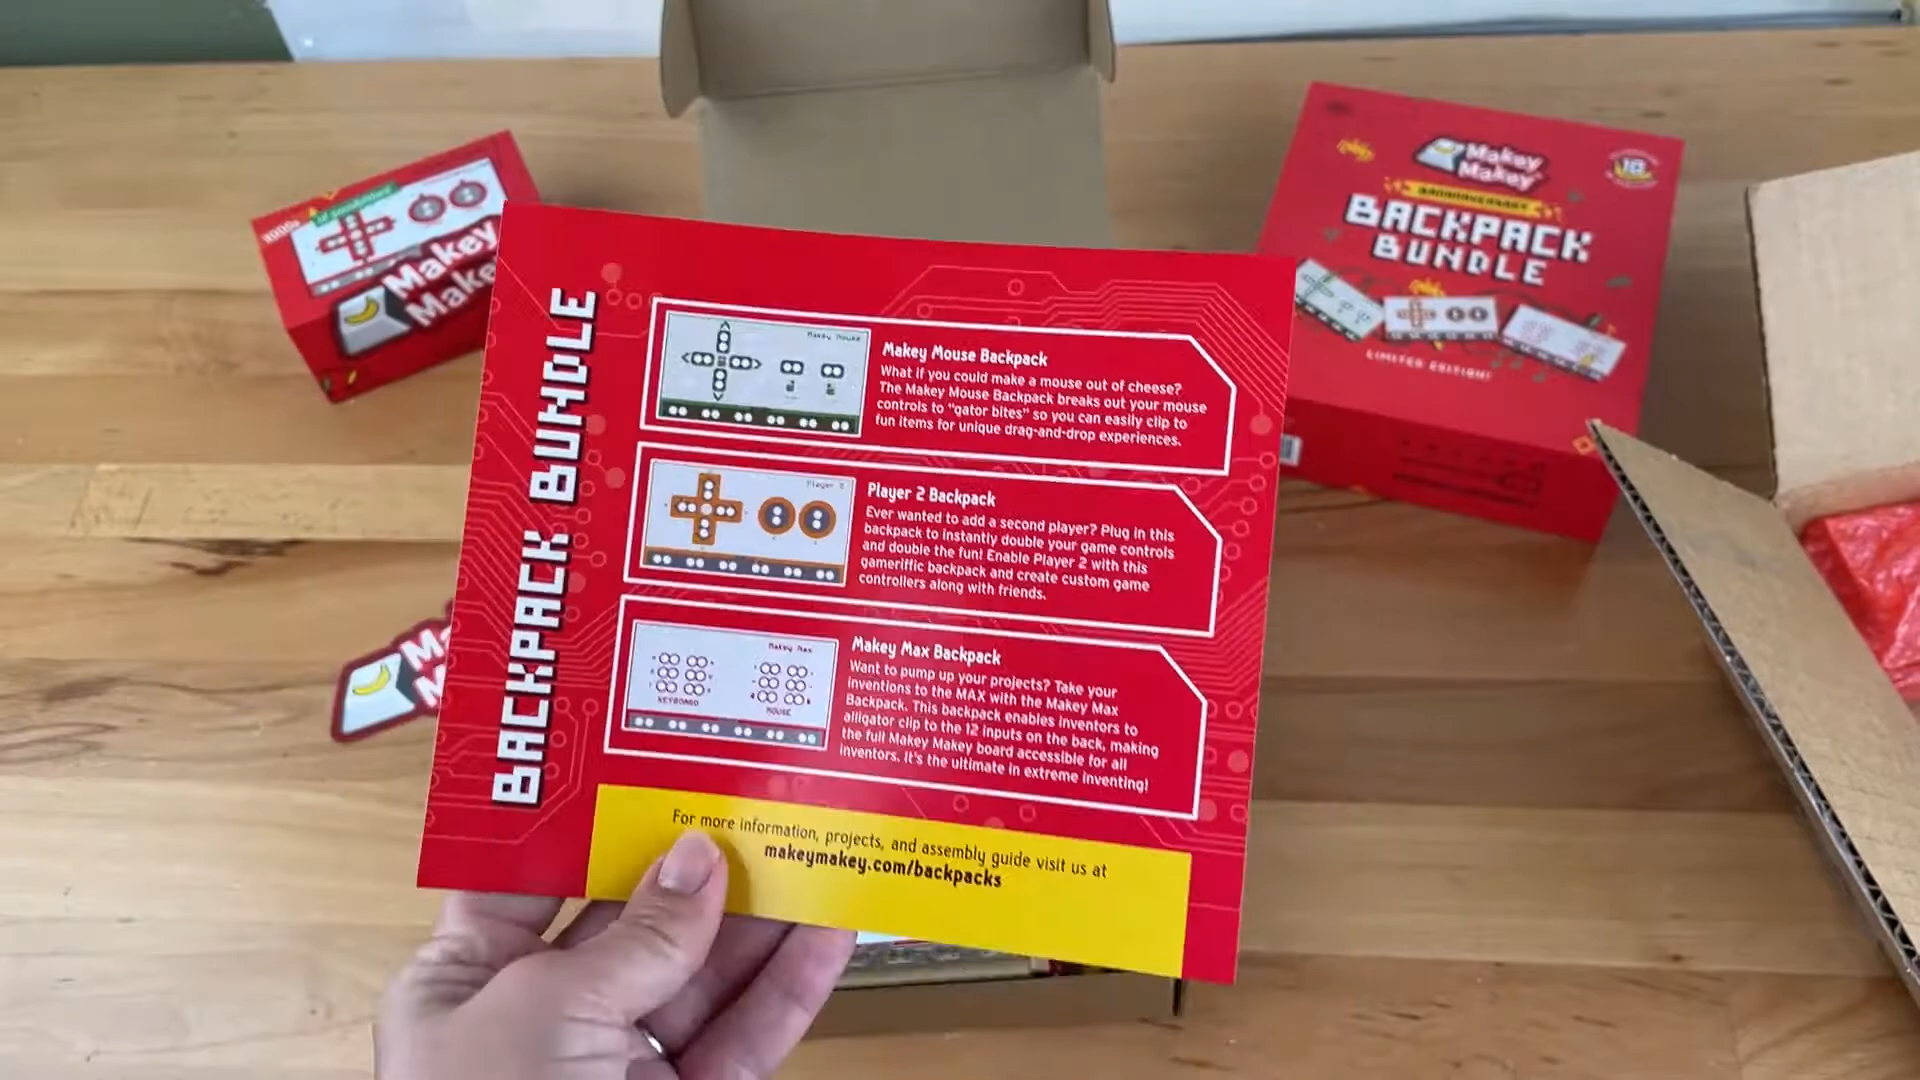 Makey
Makey
BANANAVERSARY
BACKPACK
BUNDLE
LIMITED EDITION!
10
Makey
Make
BACKPACK BUNDLE
Makey Mouse
Makey Mouse Backpack
What if you could make a mouse out of cheese?
The Makey Mouse Backpack breaks out your mouse
controls to "gator bites" so you can easily clip to
fun items for unique drag-and-drop experiences.
Player 2
Player 2 Backpack
Ever wanted to add a second player? Plug in this
backpack to instantly double your game controls
and double the fun! Enable Player 2 with this
gameriffic backpack and create custom game
controllers along with friends.
Makey Max
KEYBOARD
MOUSE
Makey Max Backpack
Want to pump up your projects? Take your
inventions to the MAX with the Makey Max
Backpack. This backpack enables inventors to
alligator clip to the 12 inputs on the back, making
the full Makey Makey board accessible for all
inventors. It's the ultimate in extreme inventing!
For more information, projects, and assembly guide visit us at
makeymakey.com/backpacks
Ma
M